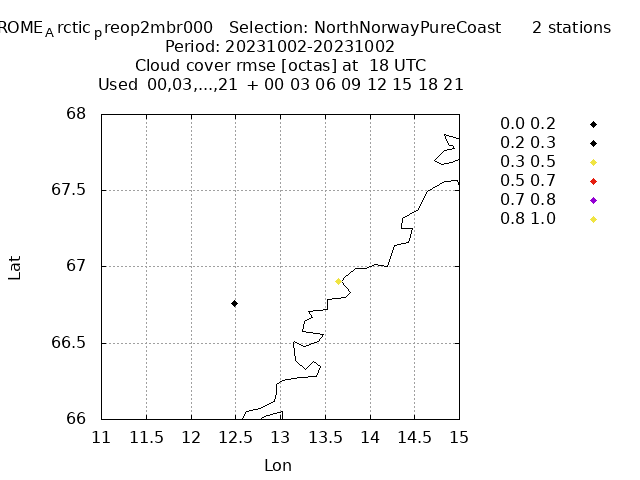 ROME A rctic p reop2mbr000 Selection: NorthNorwayPureCoast 2 stations
Period: 20231002-20231002
Cloud cover rmse [octas] at 18 UTC
Used 00,03,...,21 + 00 03 06 09 12 15 18 21
68
67.5
67
66.5
66
Lat
11 11.5 12 12.5 13 13.5 14 14.5 15
Lon
0.0 0.2
0.2 0.3
0.3 0.5
0.5 0.7
0.7 0.8
0.8 1.0